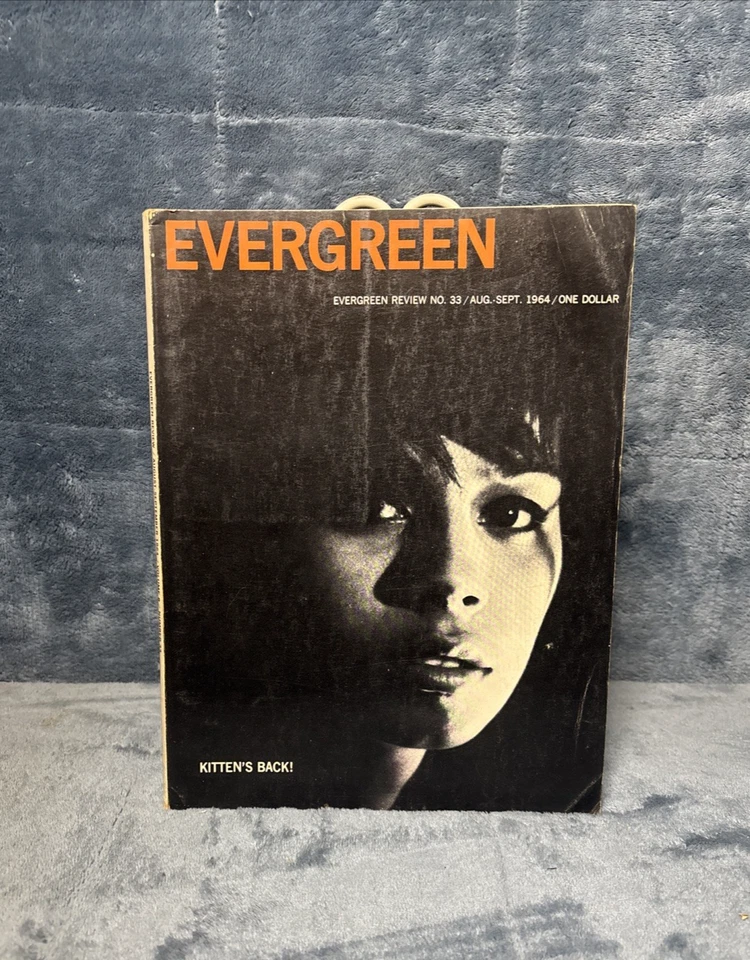 EVERGREEN
EVERGREEN REVIEW NO. 33/AUG.-SEPT. 1964/ONE DOLLAR
KITTEN'S BACK!